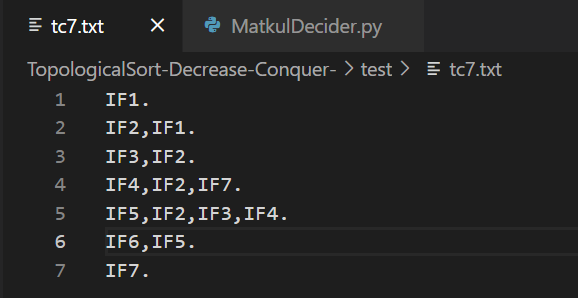 tc7.txt MatkulDecider.py
TopologicalSort-Decrease-Conquer- > test > tc7.txt
1 IF1.
2 IF2,IF1.
3 IF3,IF2.
4 IF4,IF2,IF7.
5 IF5,IF2,IF3,IF4.
6 IF6,IF5.
7 IF7.